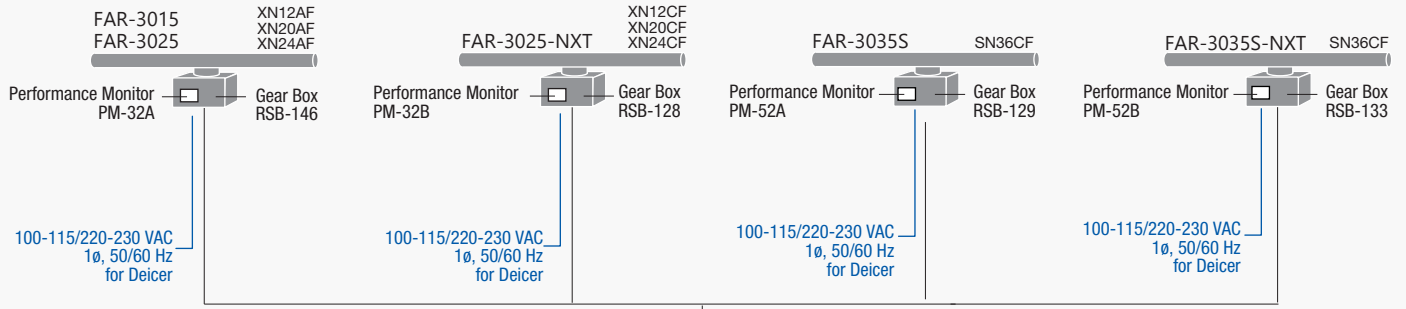 FAR-3015
FAR-3025
XN12AF
XN20AF
XN24AF
Performance Monitor
PM-32A
Gear Box
RSB-146
100-115/220-230 VAC
1ø, 50/60 Hz
for Deicer
FAR-3025-NXT
XN12CF
XN20CF
XN24CF
Performance Monitor
PM-32B
Gear Box
RSB-128
100-115/220-230 VAC
1ø, 50/60 Hz
for Deicer
FAR-3035S
SN36CF
Performance Monitor
PM-52A
Gear Box
RSB-129
100-115/220-230 VAC
1ø, 50/60 Hz
for Deicer
FAR-3035S-NXT
SN36CF
Performance Monitor
PM-52B
Gear Box
RSB-133
100-115/220-230 VAC
1ø, 50/60 Hz
for Deicer